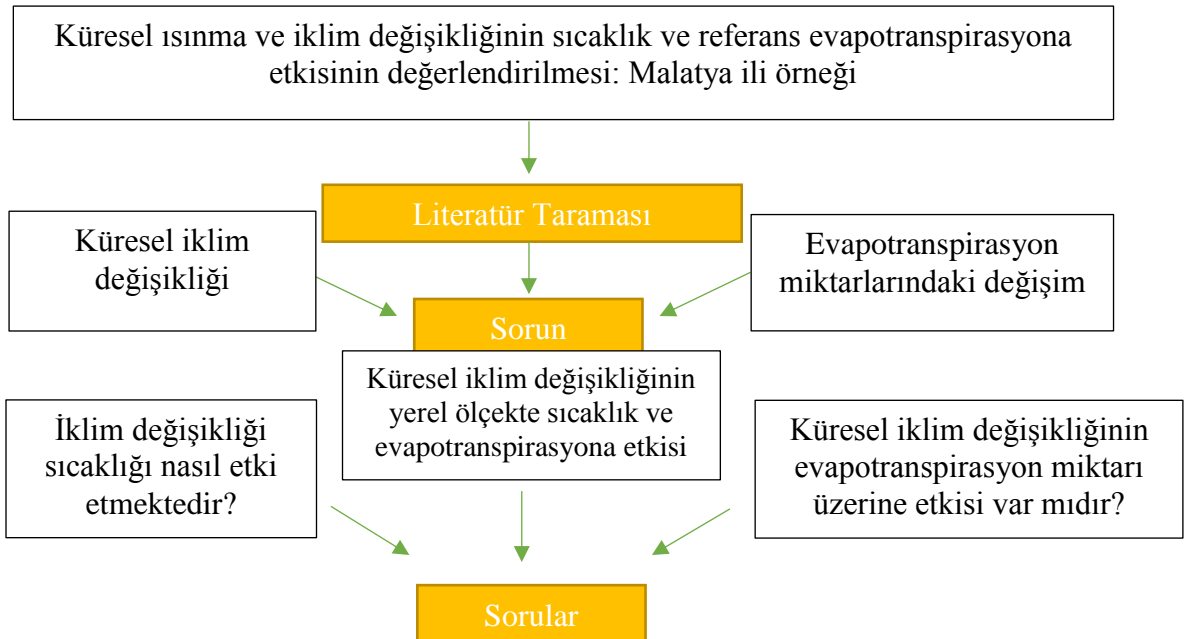 Küresel ısınma ve iklim değişikliğinin sıcaklık ve referans evapotranspirasyona
etkisinin değerlendirilmesi: Malatya ili örneği
Literatür Taraması
Küresel iklim
değişikliği
Evapotranspirasyon
miktarlarındaki değişim
Sorun
Küresel iklim değişikliğinin
yerel ölçekte sıcaklık ve
evapotranspirasyona etkisi
İklim değişikliği
sıcaklığı nasıl etki
etmektedir?
Küresel iklim değişikliğinin
evapotranspirasyon miktarı
üzerine etkisi var mıdır?
Sorular